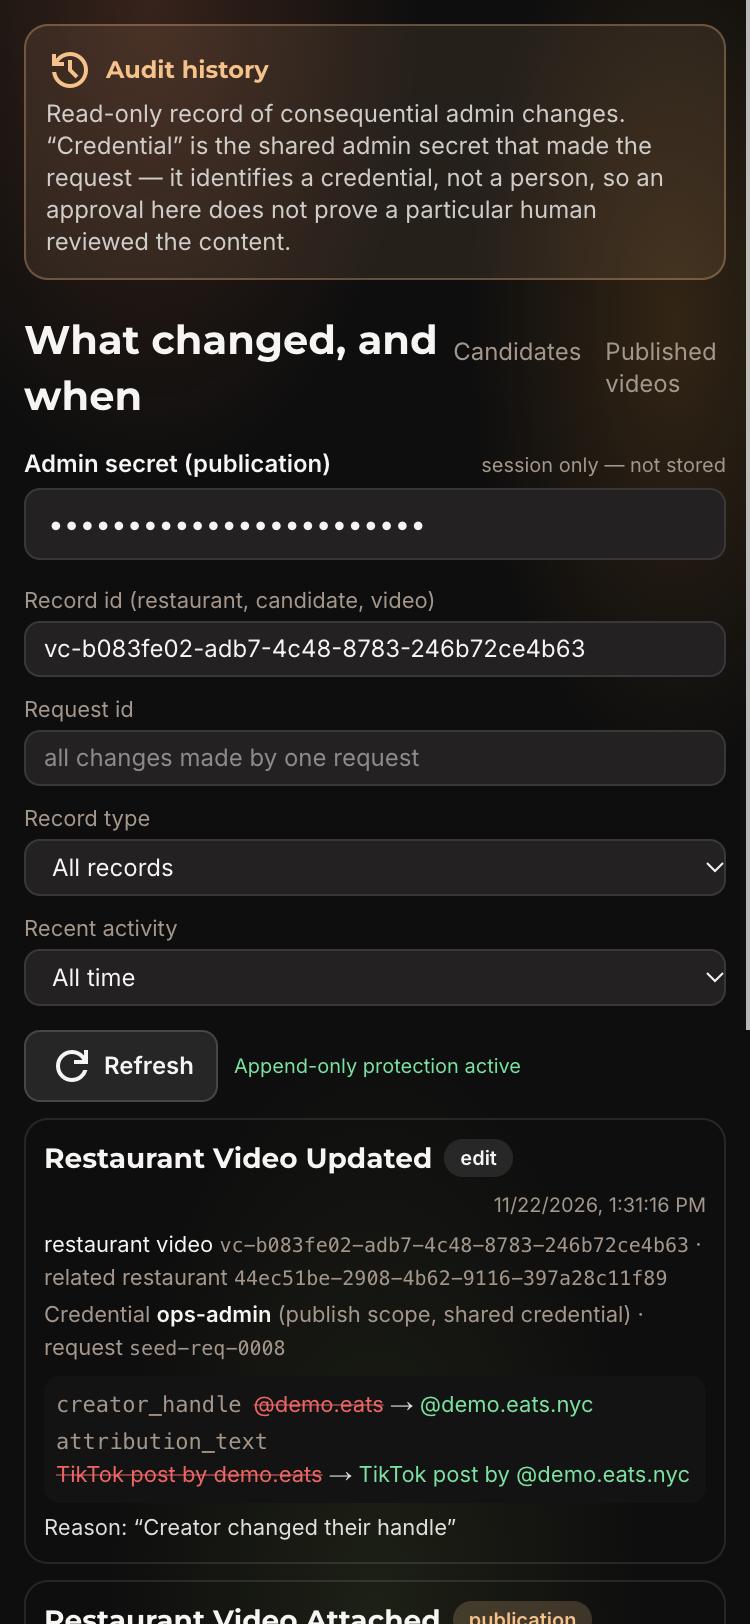 Audit history
Read-only record of consequential admin changes.
“Credential” is the shared admin secret that made the
request — it identifies a credential, not a person, so an
approval here does not prove a particular human
reviewed the content.
What changed, and
when
Candidates
Published
videos
Admin secret (publication)
session only — not stored
••••••••••••••••••••••••
Record id (restaurant, candidate, video)
vc-b083fe02-adb7-4c48-8783-246b72ce4b63
Request id
all changes made by one request
Record type
All records
Recent activity
All time
Refresh
Append-only protection active
Restaurant Video Updated edit
11/22/2026, 1:31:16 PM
restaurant video vc-b083fe02-adb7-4c48-8783-246b72ce4b63 ·
related restaurant 44ec51be-2908-4b62-9116-397a28c11f89
Credential ops-admin (publish scope, shared credential) ·
request seed-req-0008
creator_handle @demo.eats → @demo.eats.nyc
attribution_text
TikTok post by demo.eats → TikTok post by @demo.eats.nyc
Reason: “Creator changed their handle”
Restaurant Video Attached publication